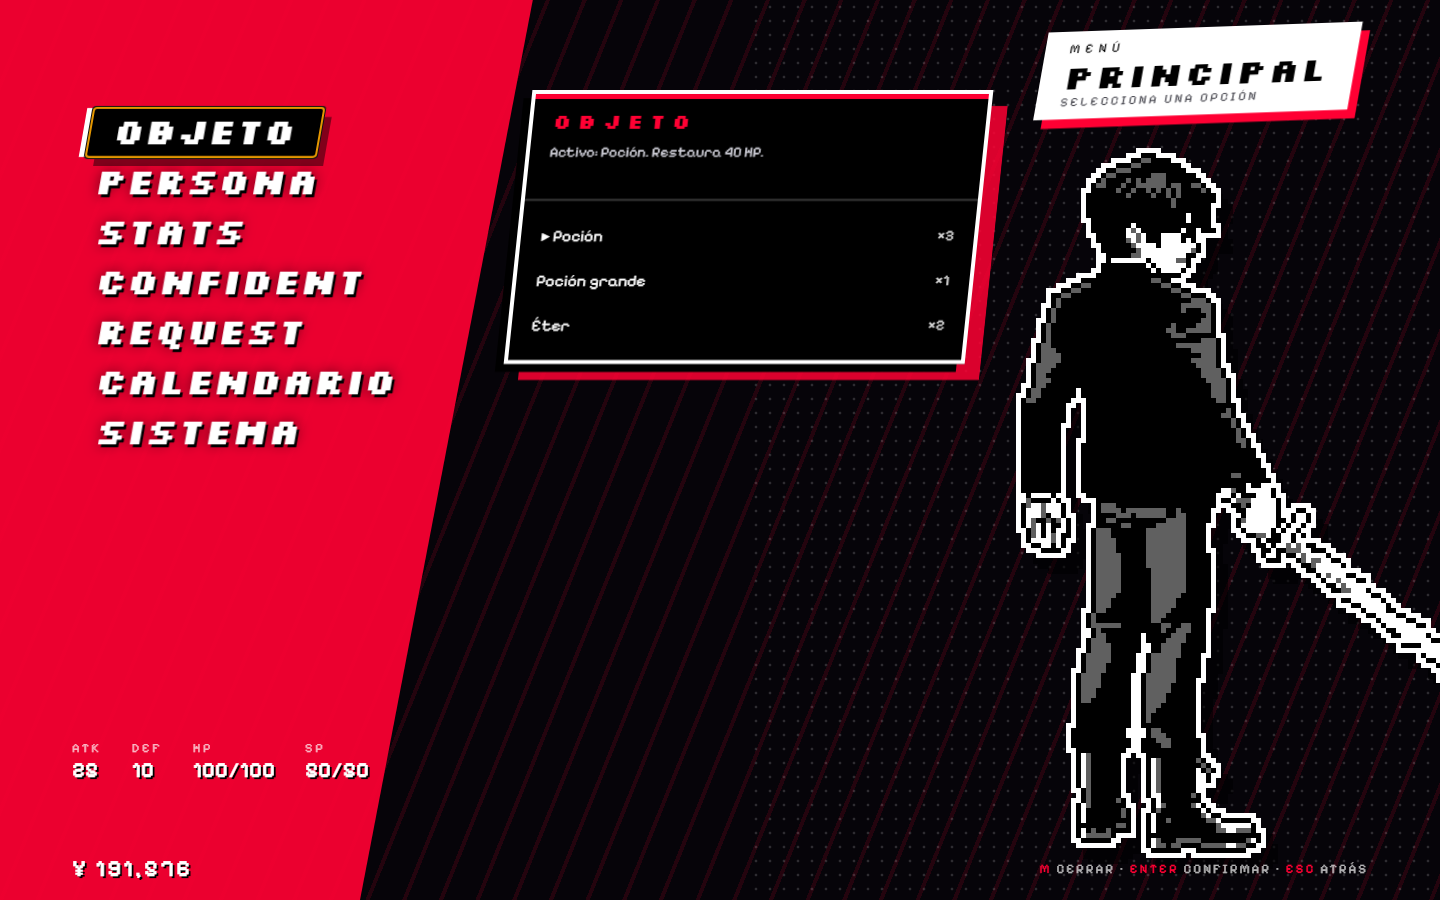 OBJETO
PERSONA
STATS
CONFIDENT
REQUEST
CALENDARIO
SISTEMA
ATK DEF HP SP
28 10 100/100 80/80
¥ 191,876
OBJETO
Activo: Poción. Restaura 40 HP.
▸ Poción ×3
Poción grande ×1
Éter ×2
MENÚ
PRINCIPAL
SELECCIONA UNA OPCIÓN
M CERRAR · ENTER CONFIRMAR · ESC ATRÁS